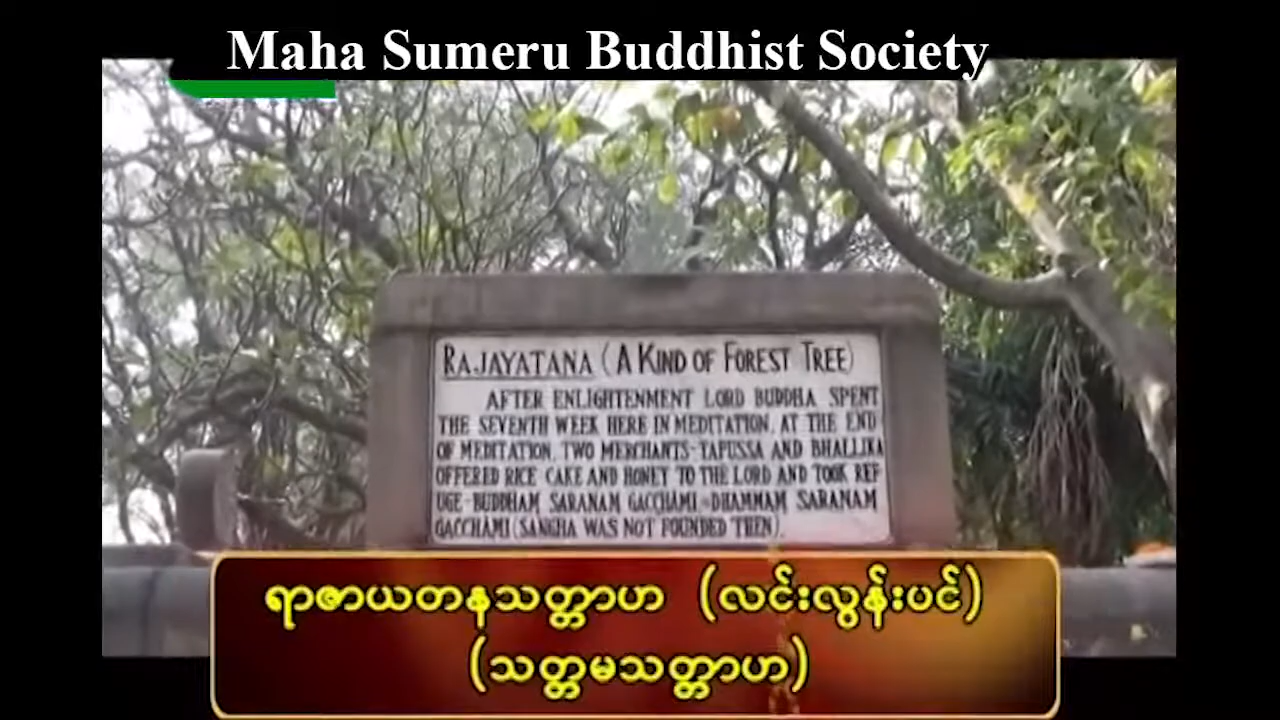 Maha Sumeru Buddhist Society
RAJAYATANA (A KIND OF FOREST TREE)
AFTER ENLIGHTENMENT LORD BUDDHA SPENT
THE SEVENTH WEEK HERE IN MEDITATION. AT THE END
OF MEDITATION, TWO MERCHANTS-TAPUSSA AND BHALLIKA
OFFERED RICE CAKE AND HONEY TO THE LORD AND TOOK REF
UGE-BUDDHAM SARANAM GACCHAMI-DHAMMAM SARANAM
GACCHAMI (SANGHA WAS NOT FOUNDED THEN).
ရာဇာယတနသတ္တာဟ (လင်းလွန်းပင်)
(သတ္တမသတ္တာဟ)